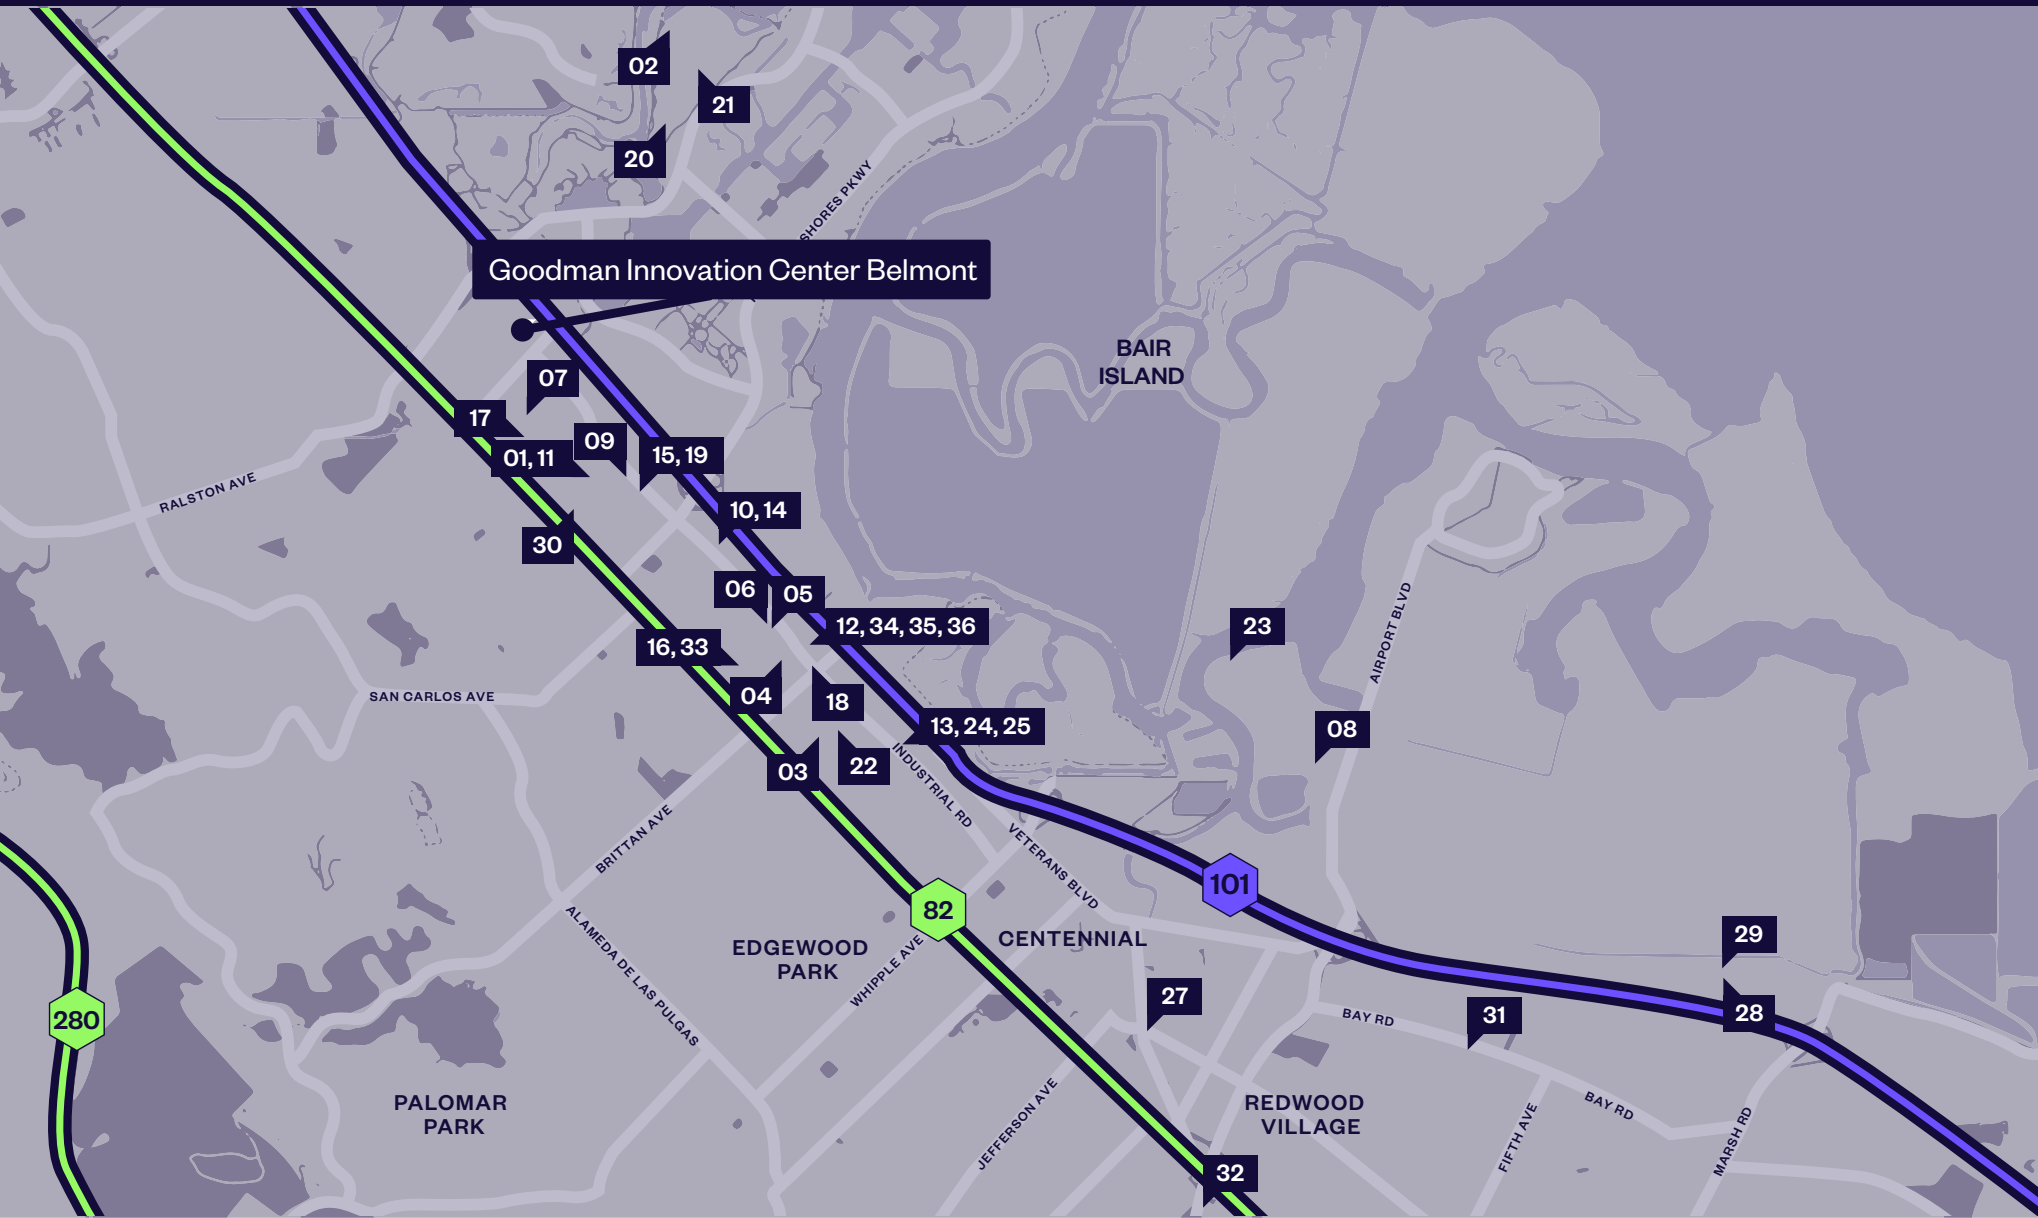 02
21
20
SHORES PKWY
Goodman Innovation Center Belmont
BAIR
ISLAND
07
17
09
01, 11
15, 19
RALSTON AVE
10, 14
30
06
05
12, 34, 35, 36
23
AIRPORT BLVD
16, 33
SAN CARLOS AVE
04
18
13, 24, 25
08
03
22
INDUSTRIAL RD
BRITTAN AVE
VETERANS BLVD
101
82
ALAMEDA DE LAS PULGAS
EDGEWOOD
PARK
WHIPPLE AVE
CENTENNIAL
29
27
280
BAY RD
31
28
PALOMAR
PARK
JEFFERSON AVE
REDWOOD
VILLAGE
BAY RD
FIFTH AVE
MARSH RD
32